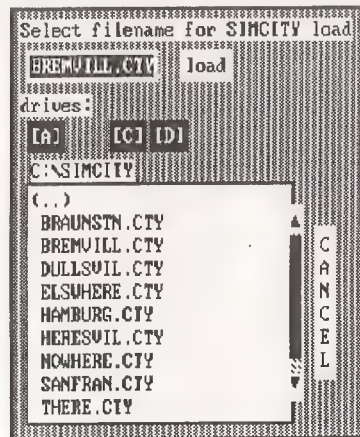 Select filename for SIMCITY load
BREMVILL.CTY load
drives:
[A] [C] [D]
C:\SIMCITY
(..)
BRAUNSTN.CTY
BREMVILL.CTY
DULLSVIL.CTY
ELSWHERE.CTY
HAMBURG.CTY
HERESVIL.CTY
NOWHERE.CTY
SANFRAN.CTY
THERE.CTY
CANCEL